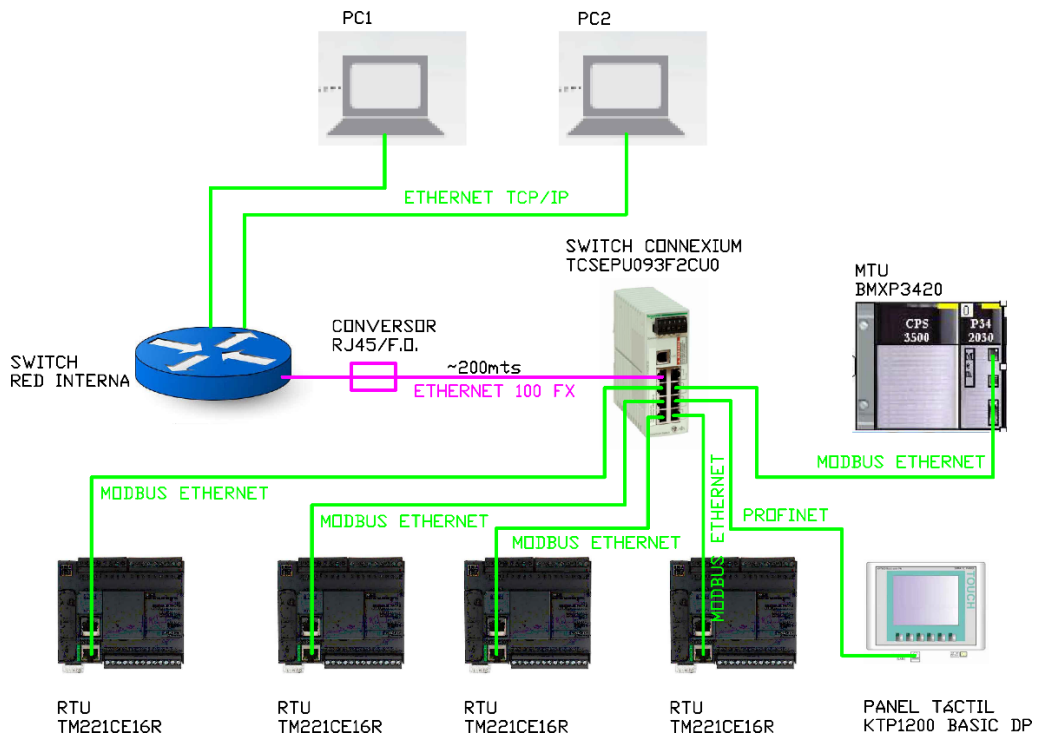 PC1
PC2
ETHERNET TCP/IP
SWITCH CONNEXIUM
TCSEPU093F2CU0
MTU
BMXP3420
CPS
3500
0
P34
2030
CONVERSOR
RJ45/F.O.
SWITCH
RED INTERNA
~200mts
ETHERNET 100 FX
MODBUS ETHERNET
MODBUS ETHERNET
MODBUS ETHERNET
MODBUS ETHERNET
MODBUS ETHERNET
PROFINET
TOUCH
RTU
TM221CE16R
RTU
TM221CE16R
RTU
TM221CE16R
RTU
TM221CE16R
PANEL TÁCTIL
KTP1200 BASIC DP